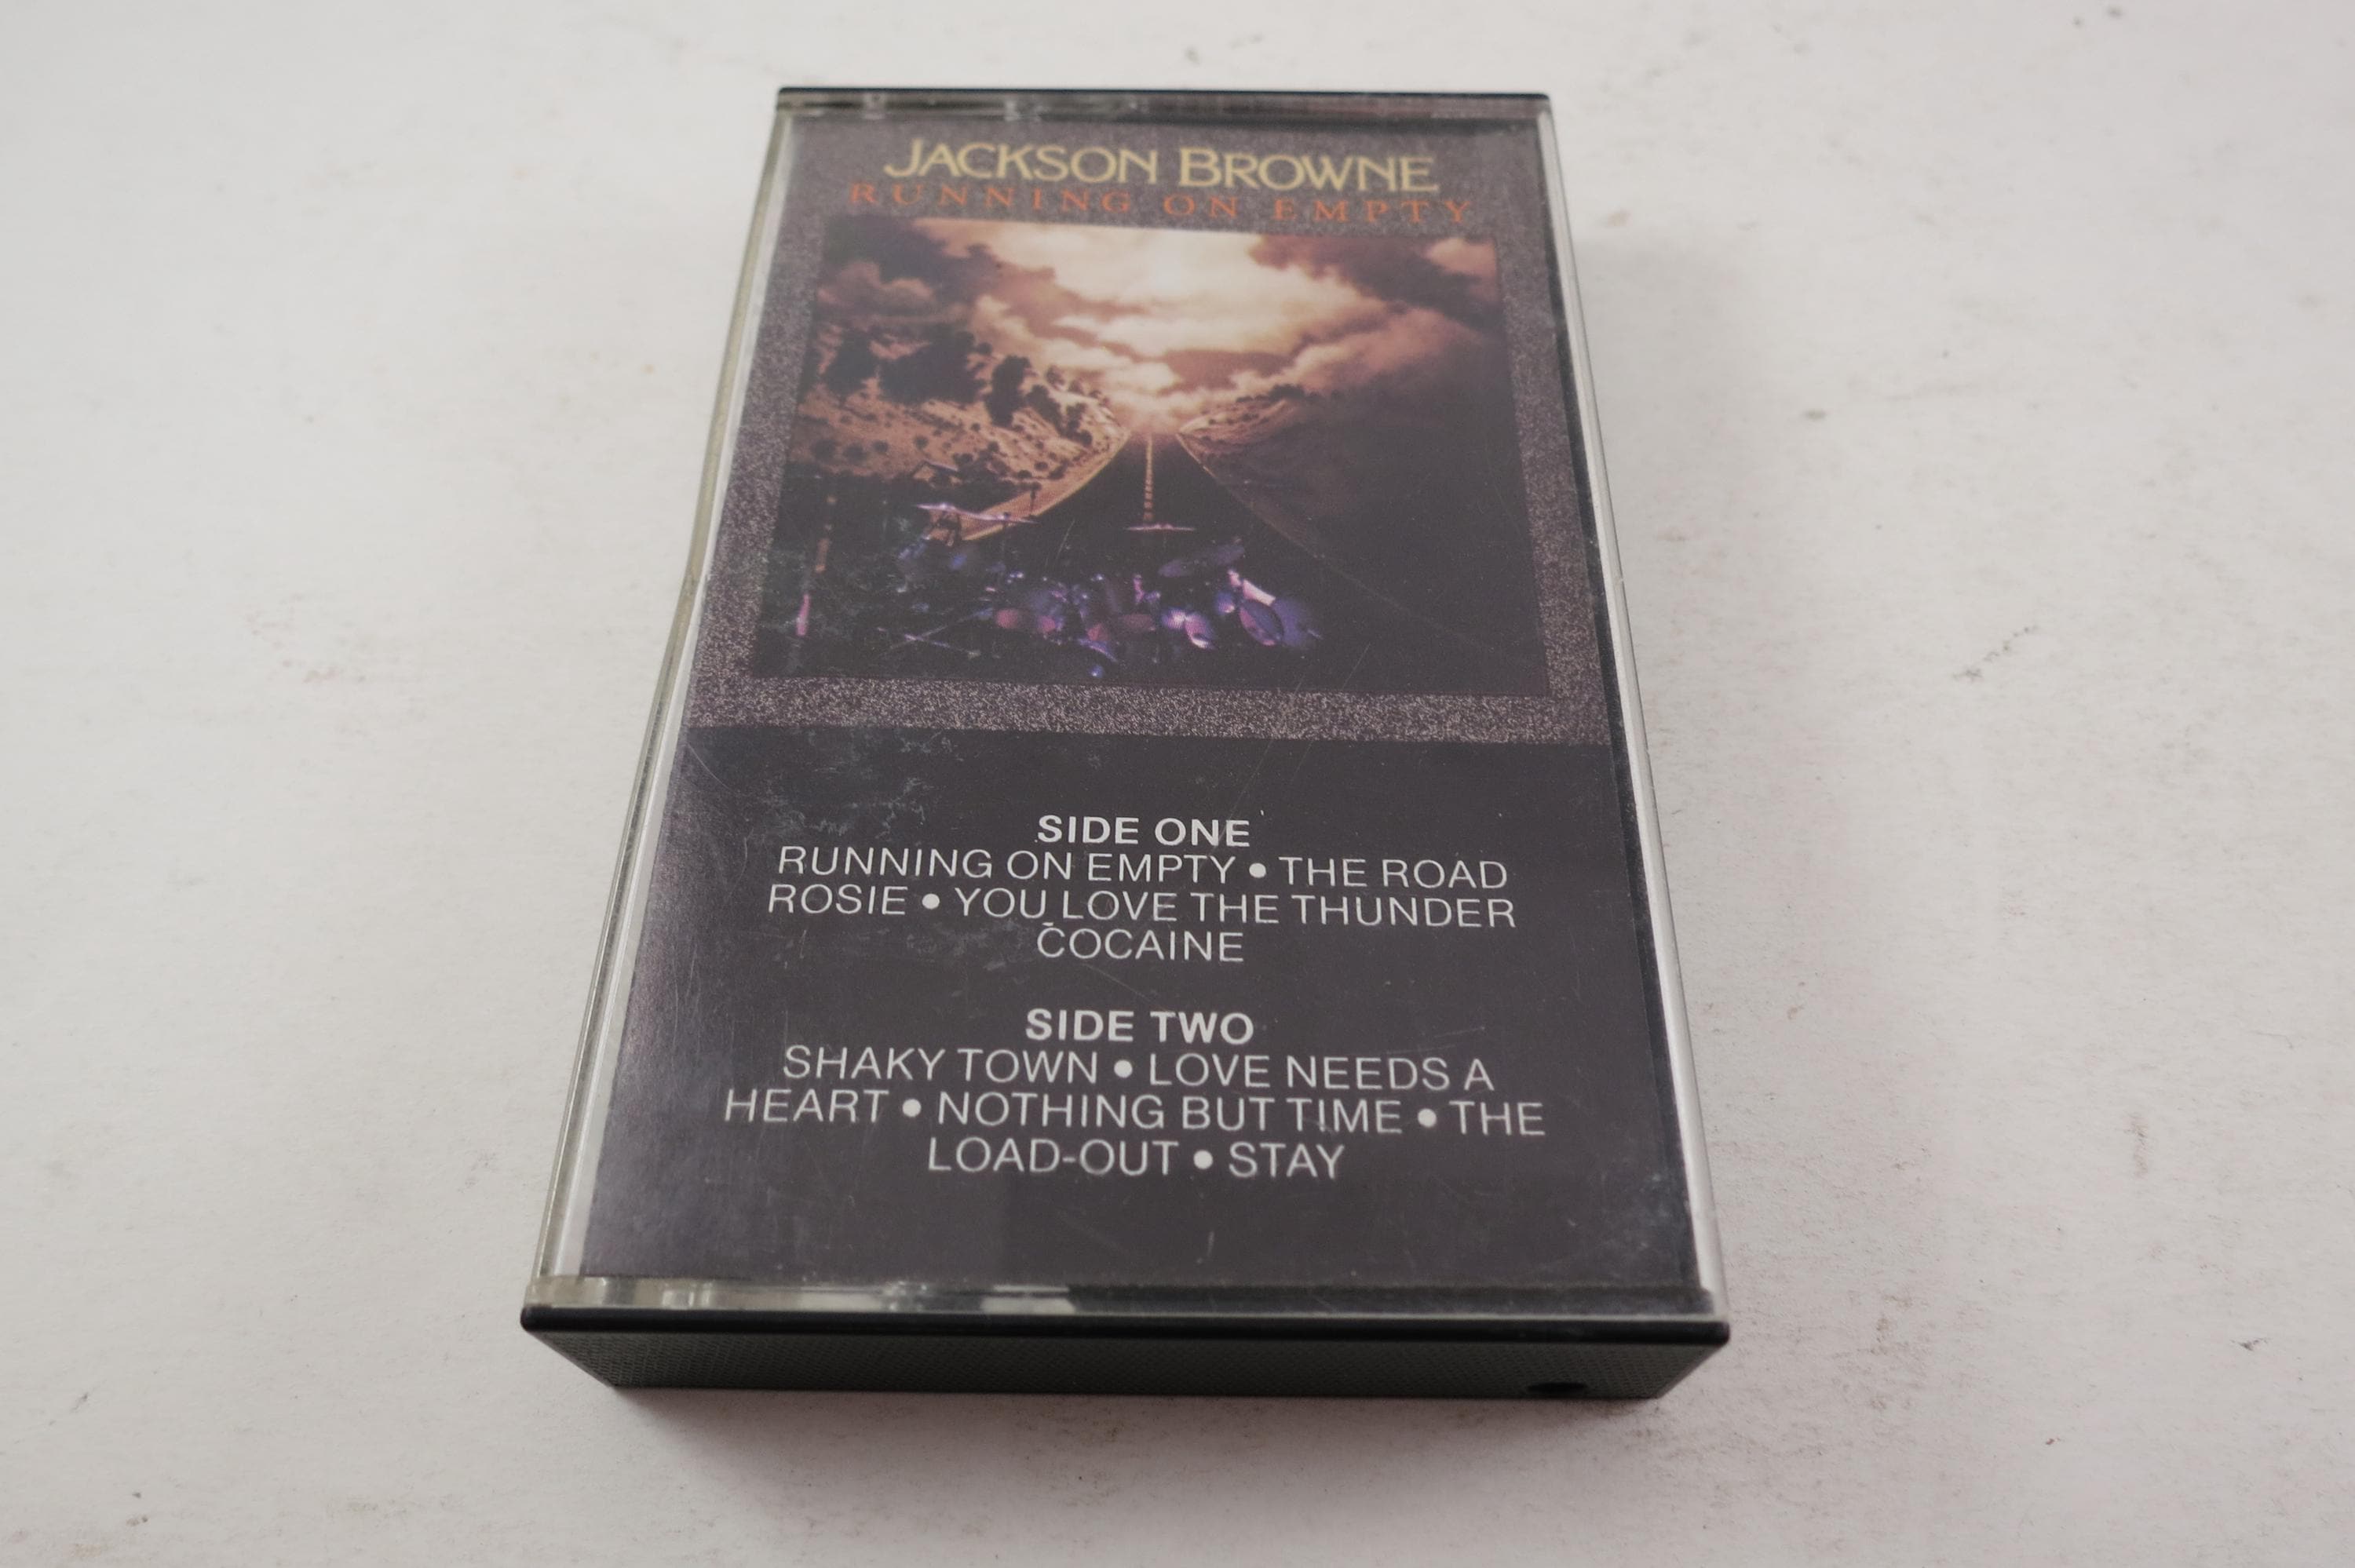 JACKSON BROWNE
RUNNING ON EMPTY
SIDE ONE
RUNNING ON EMPTY • THE ROAD
ROSIE • YOU LOVE THE THUNDER
COCAINE
SIDE TWO
SHAKY TOWN • LOVE NEEDS A
HEART • NOTHING BUT TIME • THE
LOAD-OUT • STAY